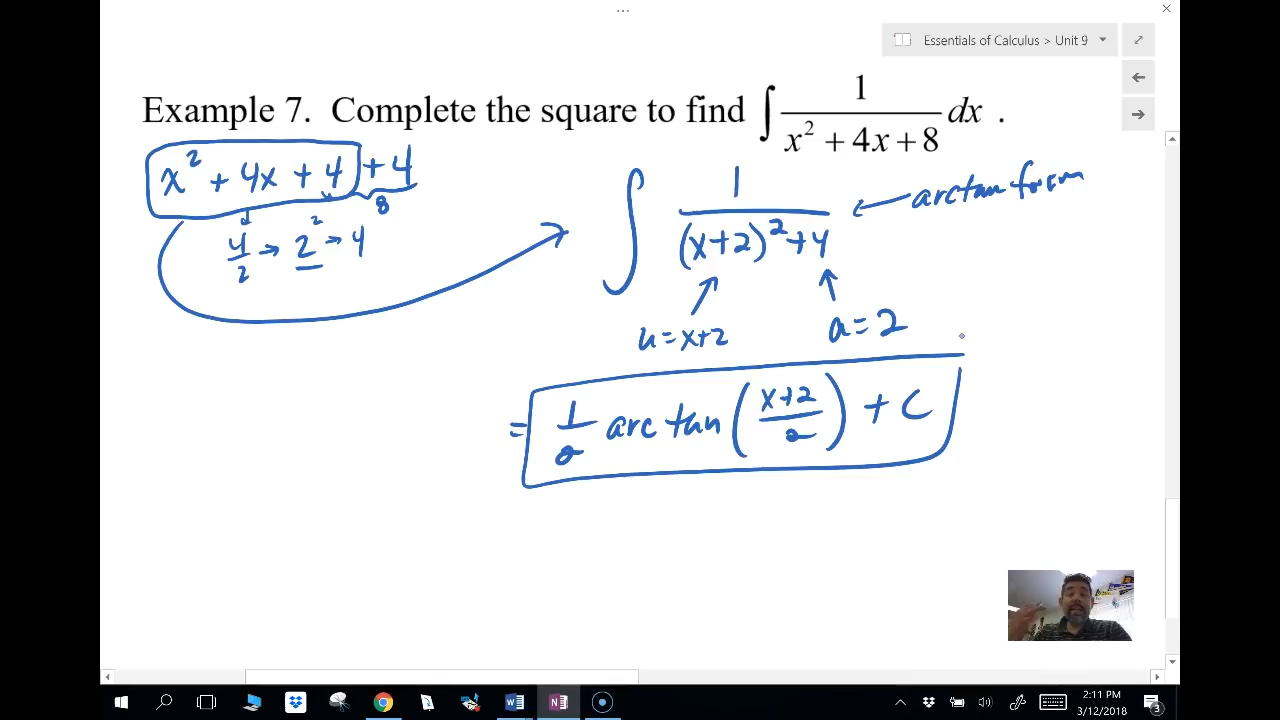 Essentials of Calculus > Unit 9
Example 7. Complete the square to find ∫ 1/(x² + 4x + 8) dx .
x² + 4x + 4 + 4
8
4/2 → 2² → 4
∫ 1/((x+2)² + 4) ← arctan form
u = x+2
a = 2
= 1/2 arctan ((x+2)/2) + C
2:11 PM
3/12/2018
3